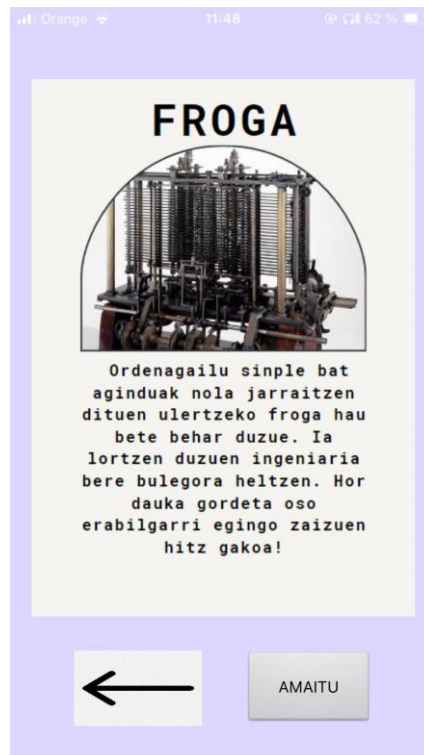 Orange 11:48 62 %
FROGA
Ordenagailu sinple bat
aginduak nola jarraitzen
dituen ulertzeko froga hau
bete behar duzue. Ia
lortzen duzuen ingeniaria
bere bulegora heltzen. Hor
dauka gordeta oso
erabilgarri egingo zaizuen
hitz gakoa!
AMAITU